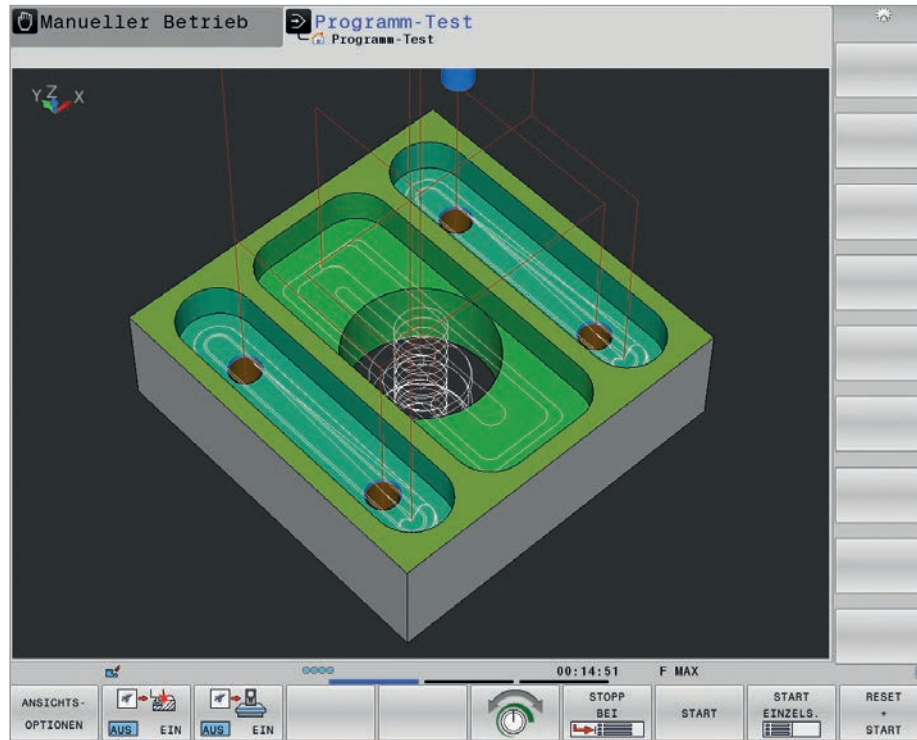 Manueller Betrieb
Programm-Test
Programm-Test
Y Z X
00:14:51 F MAX
ANSICHTS-
OPTIONEN
AUS EIN
AUS EIN
STOPP
BEI
START
START
EINZELS.
RESET
+
START